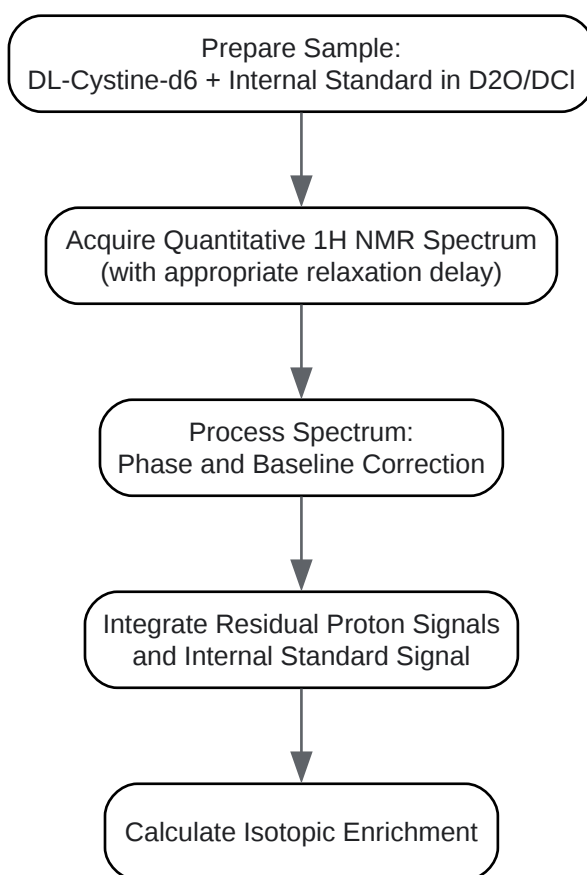 Prepare Sample:
DL-Cystine-d6 + Internal Standard in D2O/DCl
Acquire Quantitative 1H NMR Spectrum
(with appropriate relaxation delay)
Process Spectrum:
Phase and Baseline Correction
Integrate Residual Proton Signals
and Internal Standard Signal
Calculate Isotopic Enrichment